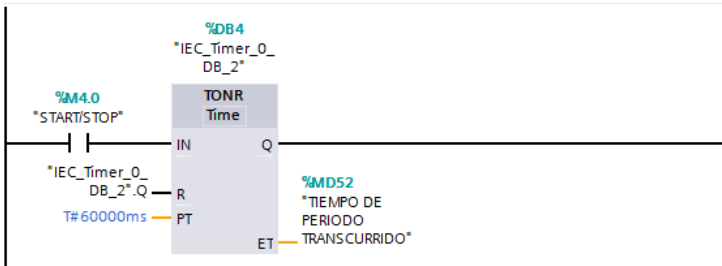 %DB4
"IEC_Timer_0_
DB_2"
%M4.0
"START/STOP"
TONR
Time
IN
Q
"IEC_Timer_0_
DB_2".Q
R
T#60000ms
PT
%MD52
"TIEMPO DE
PERIODO
TRANSCURRIDO"
ET